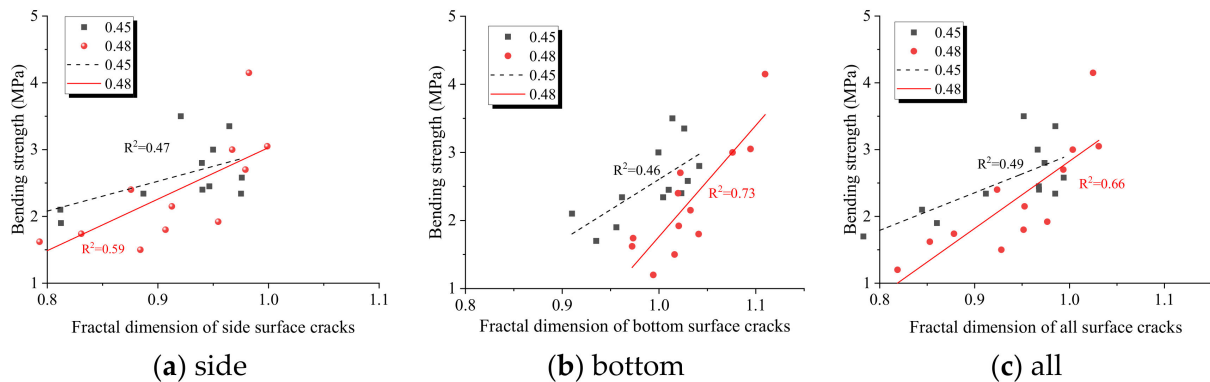 5
4
3
2
1
Bending strength (MPa)
0.45
0.48
0.45
0.48
R²=0.47
R²=0.59
0.8
0.9
1.0
1.1
Fractal dimension of side surface cracks
(a) side
5
4
3
2
1
Bending strength (MPa)
0.45
0.48
0.45
0.48
R²=0.46
R²=0.73
0.8
0.9
1.0
1.1
Fractal dimension of bottom surface cracks
(b) bottom
5
4
3
2
1
Bending strength (MPa)
0.45
0.48
0.45
0.48
R²=0.49
R²=0.66
0.8
0.9
1.0
1.1
Fractal dimension of all surface cracks
(c) all